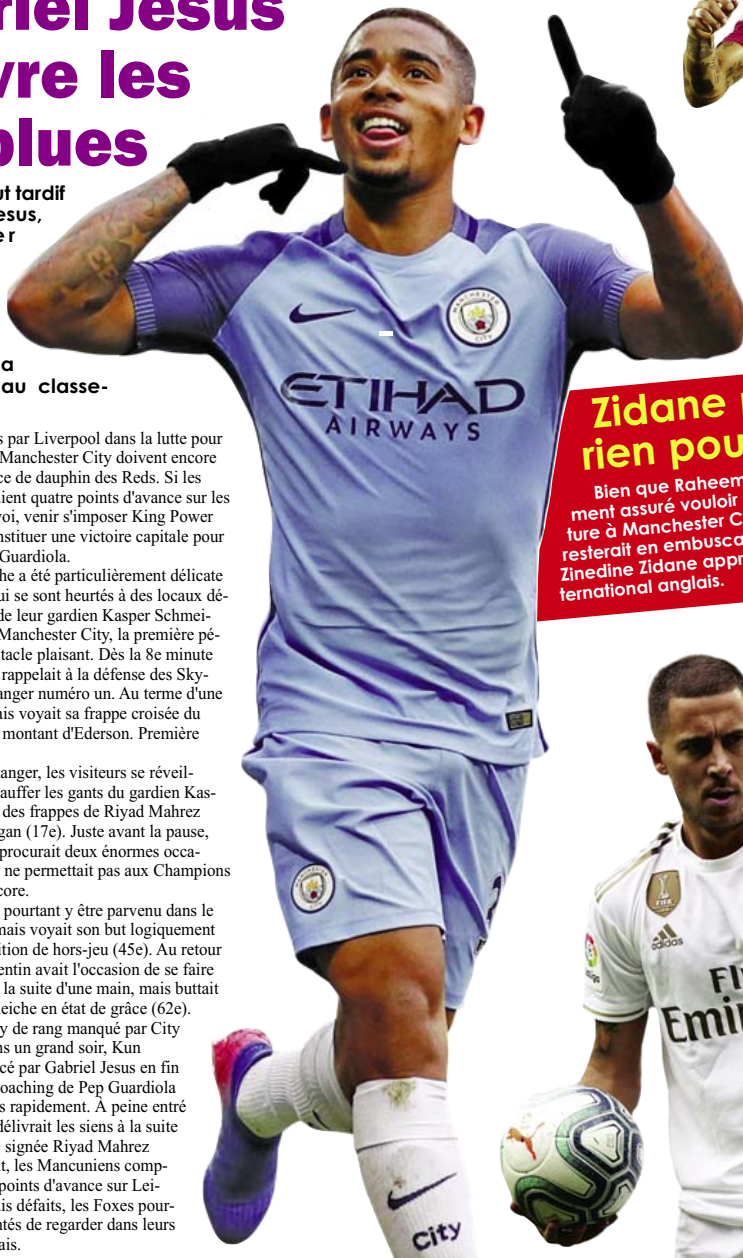 riel Jesus
vre les
blues
ut tardif
esus,
er
a
au classe-
s par Liverpool dans la lutte pour
Manchester City doivent encore
ce de dauphin des Reds. Si les
ient quatre points d'avance sur les
voi, venir s'imposer King Power
nstituer une victoire capitale pour
Guardiola.
he a été particulièrement délicate
ui se sont heurtés à des locaux dé-
de leur gardien Kasper Schmei-
Manchester City, la première pé-
tacle plaisant. Dès la 8e minute
rappelait à la défense des Sky-
anger numéro un. Au terme d'une
ais voyait sa frappe croisée du
montant d'Ederson. Première
anger, les visiteurs se réveil-
auffer les gants du gardien Kas-
des frappes de Riyad Mahrez
gan (17e). Juste avant la pause,
procurait deux énormes occa-
ne permettait pas aux Champions
core.
pourtant y être parvenu dans le
mais voyait son but logiquement
ition de hors-jeu (45e). Au retour
entin avait l'occasion de se faire
la suite d'une main, mais buttait
eiche en état de grâce (62e).
y de rang manqué par City
ns un grand soir, Kun
cé par Gabriel Jesus en fin
oaching de Pep Guardiola
s rapidement. À peine entré
délivrait les siens à la suite
e signée Riyad Mahrez
t, les Mancuniens comp-
points d'avance sur Lei-
is défaits, les Foxes pour-
ntés de regarder dans leurs
ais.
MANCHESTER
CITY
ETIHAD
AIRWAYS
City
Zidane
rien pou
Bien que Raheem
ment assuré vouloir
ture à Manchester C
resterait en embusca
Zinedine Zidane appr
ternational anglais.
FIFA
adidas
LaLiga
Fl
Emir